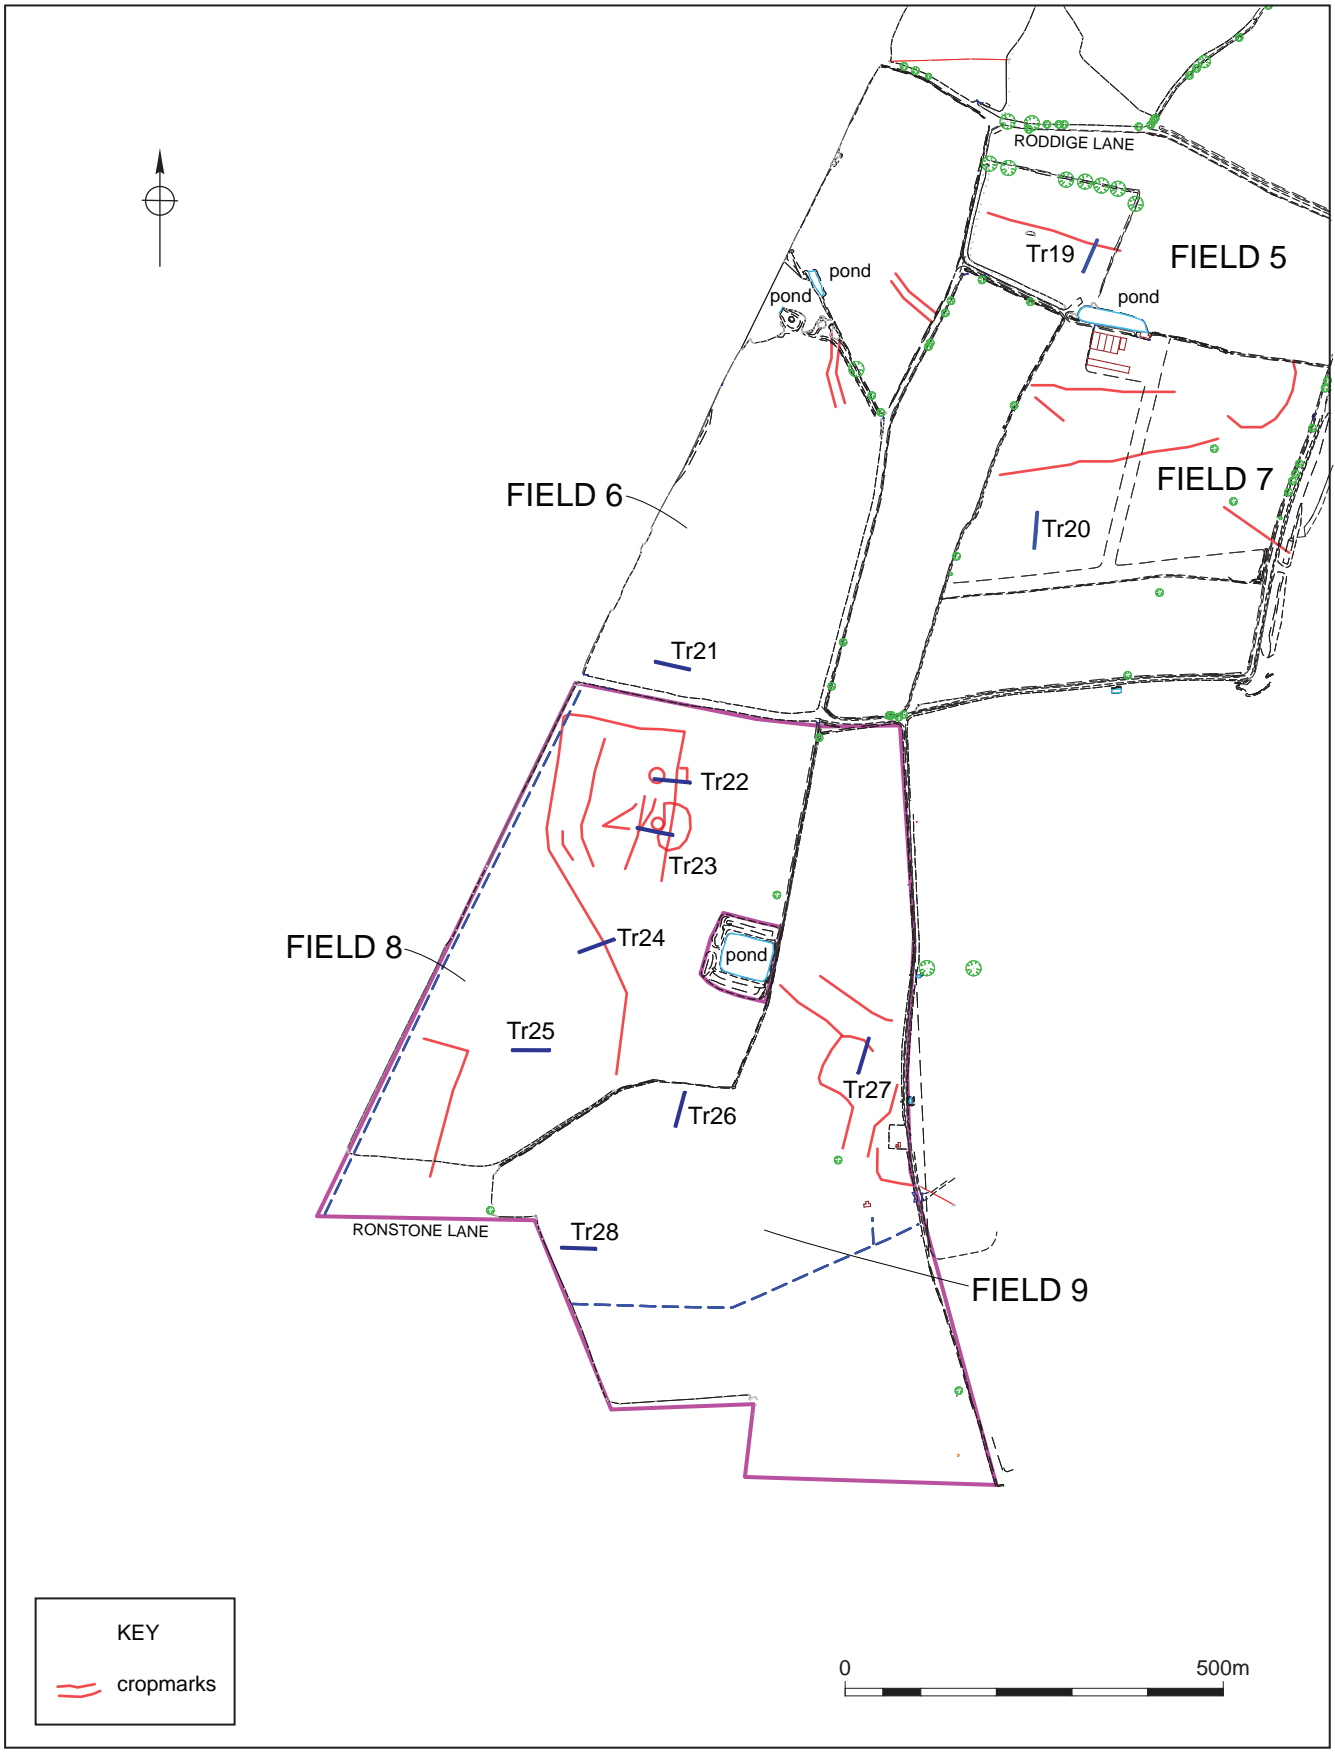 RODDIGE LANE
Tr19
FIELD 5
pond
pond
pond
FIELD 6
FIELD 7
Tr20
Tr21
Tr22
Tr23
Tr24
FIELD 8
pond
Tr25
Tr27
Tr26
RONSTONE LANE
Tr28
FIELD 9
KEY
cropmarks
0
500m